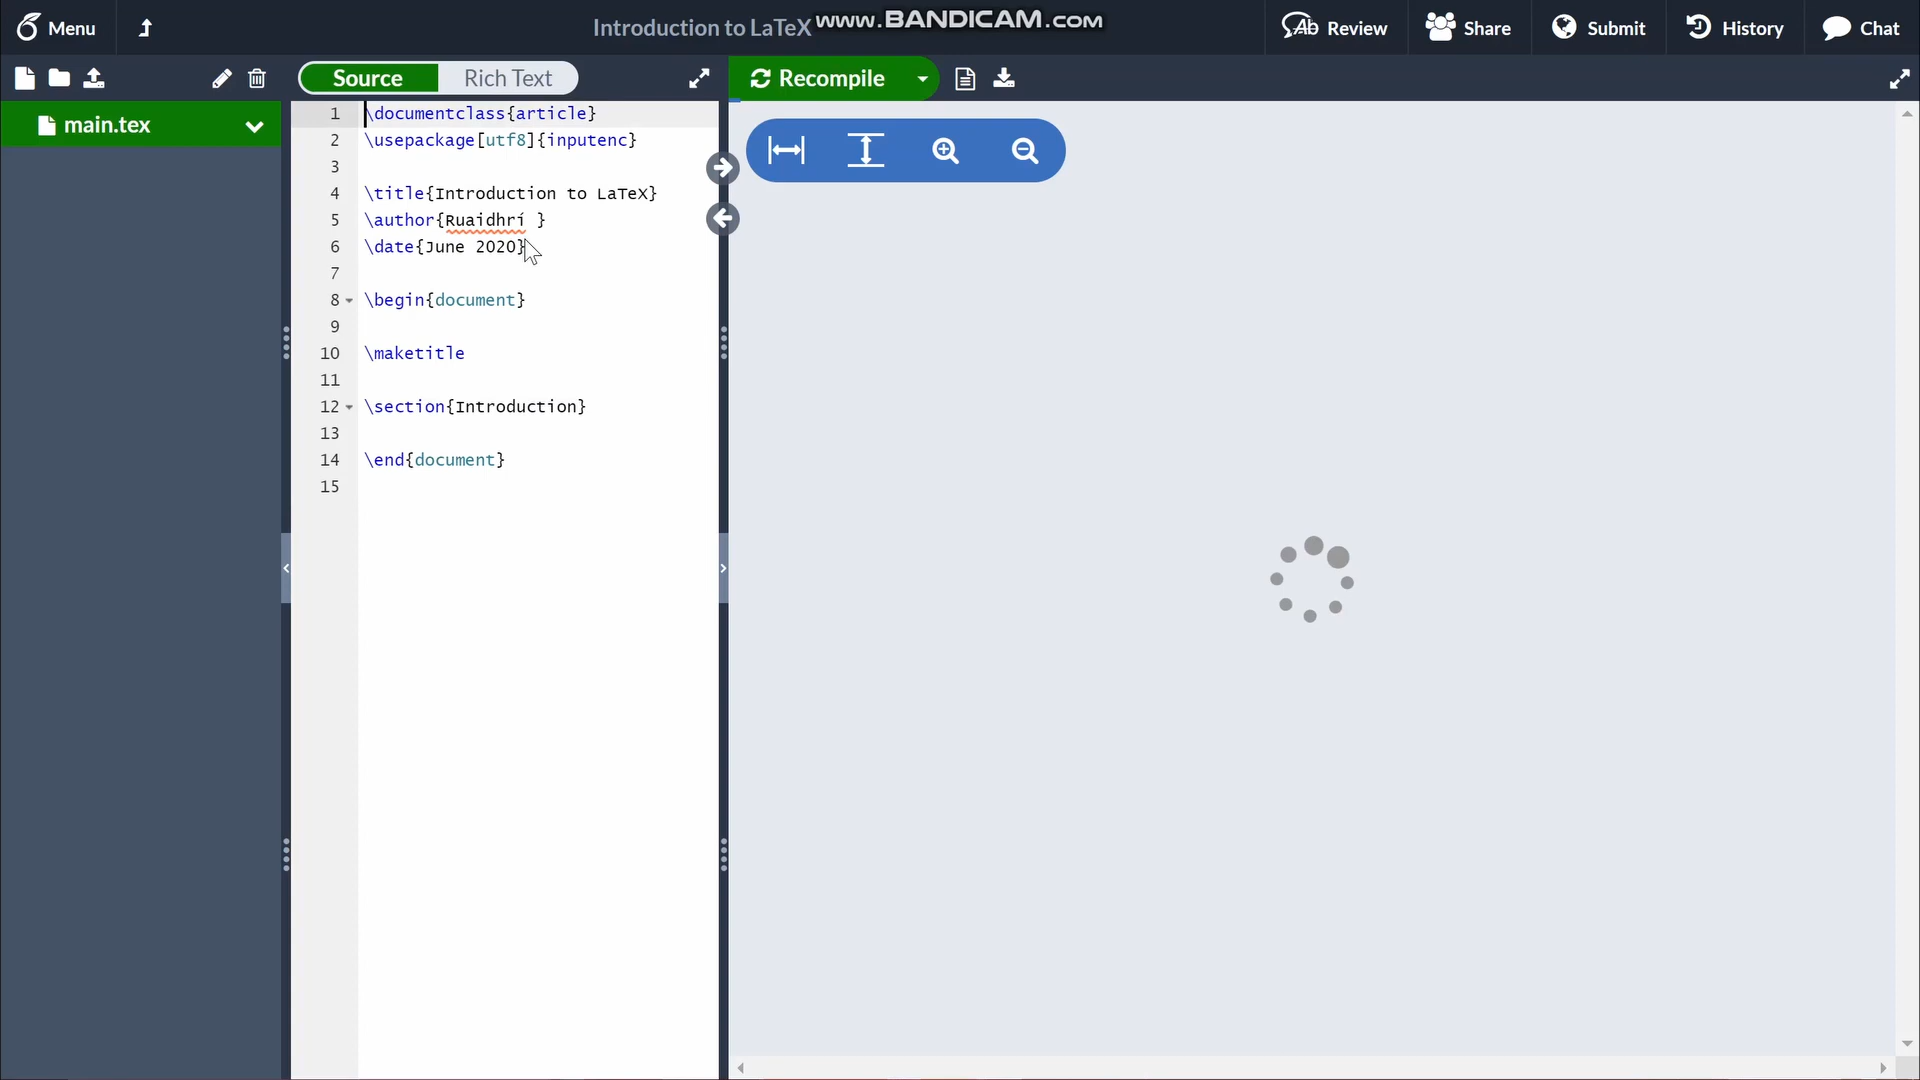 Menu
Introduction to LaTeX
www.BANDICAM.com
Review
Share
Submit
History
Chat
Source
Rich Text
Recompile
main.tex
1 \documentclass{article}
2 \usepackage[utf8]{inputenc}
3
4 \title{Introduction to LaTeX}
5 \author{Ruaidhrí }
6 \date{June 2020}
7
8 \begin{document}
9
10 \maketitle
11
12 \section{Introduction}
13
14 \end{document}
15